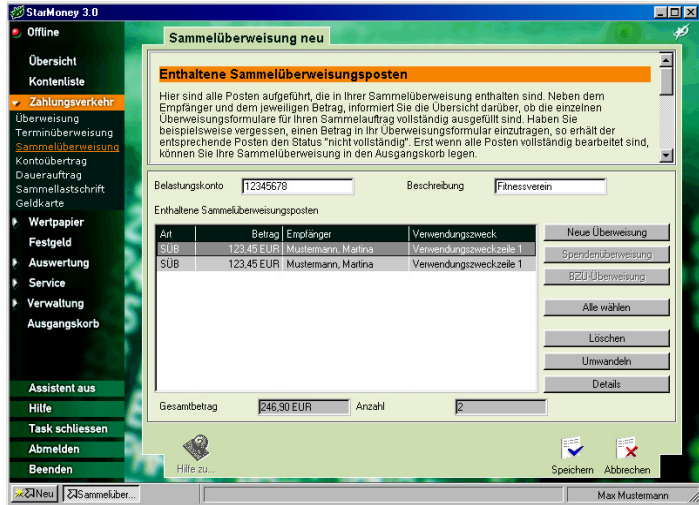 StarMoney 3.0
Offline
Übersicht
Kontenliste
Zahlungsverkehr
Überweisung
Terminüberweisung
Sammelüberweisung
Kontoübertrag
Dauerauftrag
Sammellastschrift
Geldkarte
Wertpapier
Festgeld
Auswertung
Service
Verwaltung
Ausgangskorb
Assistent aus
Hilfe
Task schliessen
Abmelden
Beenden
Sammelüberweisung neu
Enthaltene Sammelüberweisungsposten
Hier sind alle Posten aufgeführt, die in Ihrer Sammelüberweisung enthalten sind. Neben dem
Empfänger und dem jeweiligen Betrag, informiert Sie die Übersicht darüber, ob die einzelnen
Überweisungsformulare für Ihren Sammelauftrag vollständig ausgefüllt sind. Haben Sie
beispielsweise vergessen, einen Betrag in Ihr Überweisungsformular einzutragen, so erhält der
entsprechende Posten den Status "nicht vollständig". Erst wenn alle Posten vollständig bearbeitet sind,
können Sie Ihre Sammelüberweisung in den Ausgangskorb legen.
Belastungskonto 12345678 Beschreibung Fitnessverein
Enthaltene Sammelüberweisungsposten
Art Betrag Empfänger Verwendungszweck
SÜB 123,45 EUR Mustermann, Martina Verwendungszweckzeile 1
SÜB 123,45 EUR Mustermann, Martina Verwendungszweckzeile 1
Neue Überweisung
Spendenüberweisung
BZÜ-Überweisung
Alle wählen
Löschen
Umwandeln
Details
Gesamtbetrag 246,90 EUR Anzahl 2
Hilfe zu... Speichern Abbrechen
Neu Sammelüber... Max Mustermann